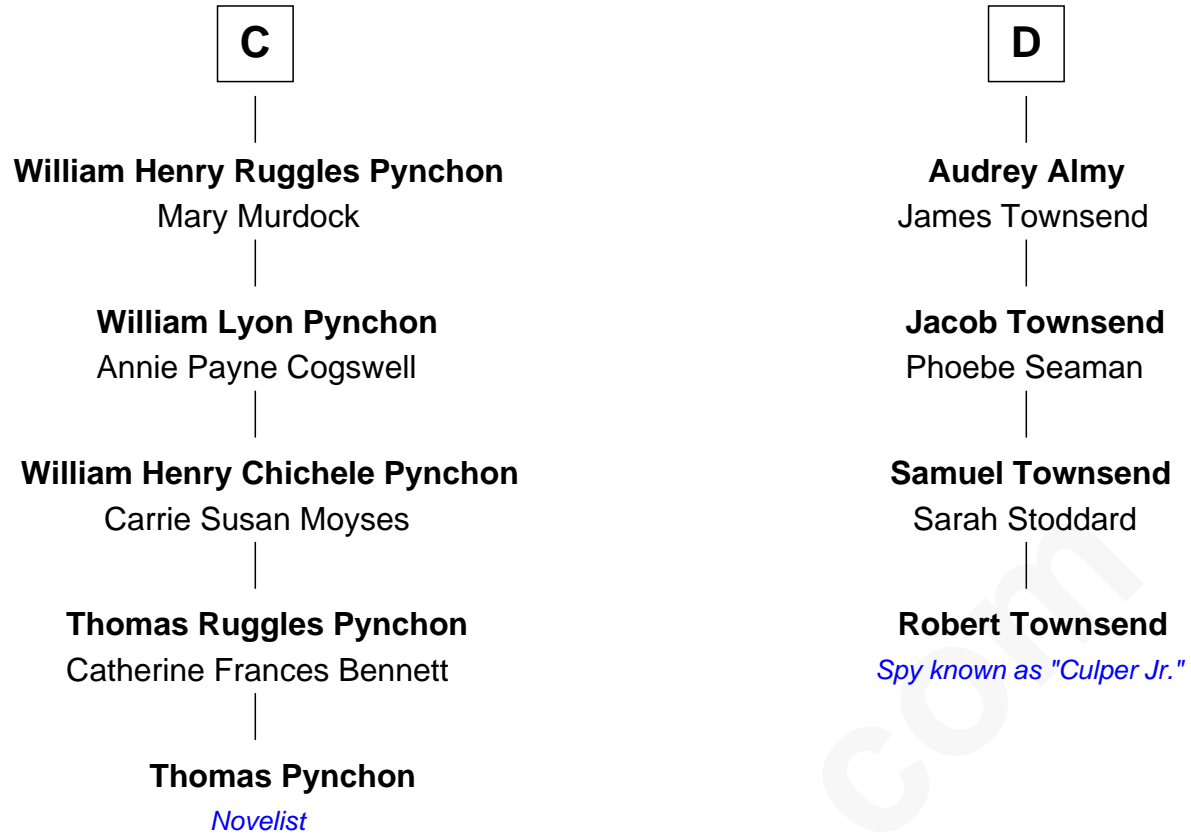 C
William Henry Ruggles Pynchon
Mary Murdock
William Lyon Pynchon
Annie Payne Cogswell
William Henry Chichele Pynchon
Carrie Susan Moyses
Thomas Ruggles Pynchon
Catherine Frances Bennett
Thomas Pynchon
Novelist
D
Audrey Almy
James Townsend
Jacob Townsend
Phoebe Seaman
Samuel Townsend
Sarah Stoddard
Robert Townsend
Spy known as "Culper Jr."
com